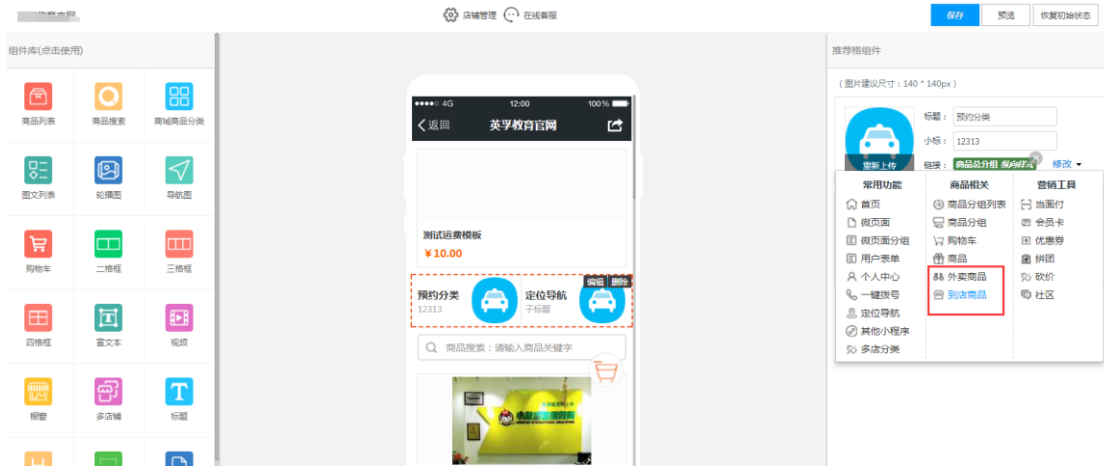 教育官网
店铺管理 在线客服
保存 预览 恢复初始状态
组件库(点击使用)
商品列表 商品搜索 商城商品分类
图文列表 轮播图 导航图
购物车 二格框 三格框
四格框 富文本 视频
橱窗 多店铺 标题
4G 12:00 100%
返回 英孚教育官网
测试运费模板
¥10.00
编辑 删除
预约分类 定位导航
12313 子标题
商品搜索：请输入商品关键字
推荐格组件
（图片建议尺寸：140 * 140px）
标题： 预约分类
小标： 12313
重新上传 链接： 商品总分组 纵向样式 修改
常用功能 商品相关 营销工具
首页 商品分组列表 当面付
微页面 商品分组 会员卡
微页面分组 购物车 优惠券
用户表单 商品 拼团
个人中心 外卖商品 砍价
一键拨号 到店商品 社区
定位导航
其他小程序
多店分类